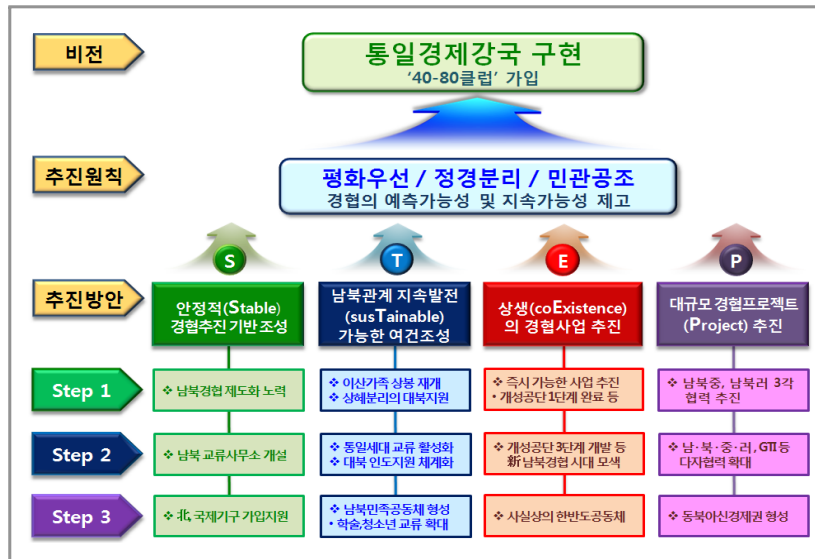 비전
통일경제강국 구현
‘40-80클럽’ 가입
추진원칙
평화우선 / 정경분리 / 민관공조
경협의 예측가능성 및 지속가능성 제고
S
T
E
P
추진방안
안정적(Stable)
경협추진 기반 조성
남북관계 지속발전
(susTainable)
가능한 여건조성
상생(coExistence)
의 경협사업 추진
대규모 경협프로젝트
(Project) 추진
Step 1
❖ 남북경협 제도화 노력
❖ 이산가족 상봉 재개
❖ 상혜분리의 대북지원
❖ 즉시 가능한 사업 추진
• 개성공단 1단계 완료 등
❖ 남북중, 남북러 3각
협력 추진
Step 2
❖ 남북 교류사무소 개설
❖ 통일세대 교류 활성화
❖ 대북 인도지원 체계화
❖ 개성공단 3단계 개발 등
新 남북경협 시대 모색
❖ 남·북·중·러, GTI 등
다자협력 확대
Step 3
❖ 北, 국제기구 가입지원
❖ 남북민족공동체 형성
• 학술청소년 교류 확대
❖ 사실상의 한반도공동체
❖ 동북아신경제권 형성